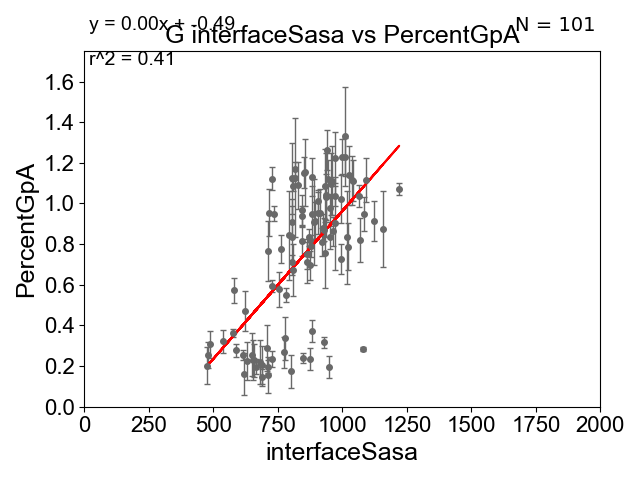 y = 0.00x + -0.49
N = 101
G interfaceSasa vs PercentGpA
r^2 = 0.41
PercentGpA
1.6
1.4
1.2
1.0
0.8
0.6
0.4
0.2
0.0
0 250 500 750 1000 1250 1500 1750 2000
interfaceSasa